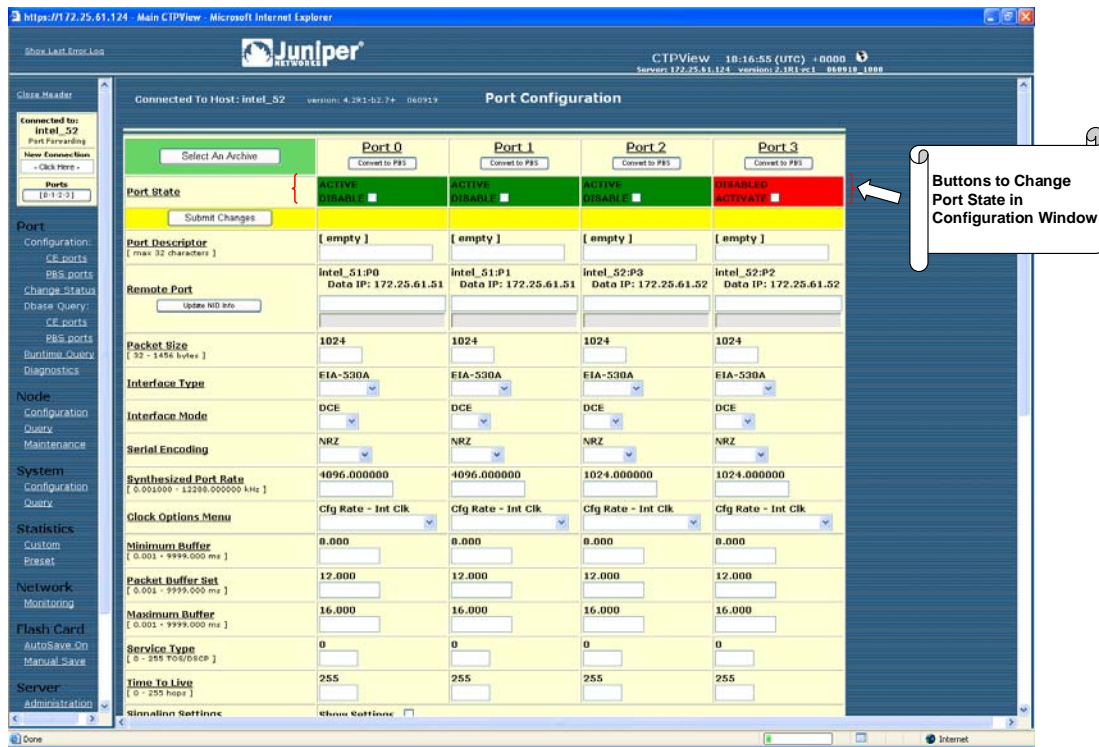 https://172.25.61.124 - Main CTPView - Microsoft Internet Explorer
Show Last Error Log
Juniper
NETWORKS
CTPView 18:16:55 (UTC) +0000
Server: 172.25.61.124 version: 2.1R1-rc1 060918_1000
Close Header
Connected To Host: intel_52 version: 4.2R1-b2.7+ 060919 Port Configuration
Connected to:
intel_52
Port Forwarding
New Connection
- Click Here -
Ports
[0-1-2-3]
Port
Configuration:
CE ports
PBS ports
Change Status
Dbase Query:
CE ports
PBS ports
Runtime Query
Diagnostics
Node
Configuration
Query
Maintenance
System
Configuration
Query
Statistics
Custom
Preset
Network
Monitoring
Flash Card
AutoSave On
Manual Save
Server
Administration
Select An Archive
Port 0 Port 1 Port 2 Port 3
Convert to PBS Convert to PBS Convert to PBS Convert to PBS
Port State
ACTIVE ACTIVE ACTIVE DISABLED
DISABLE DISABLE DISABLE ACTIVATE
Submit Changes
Port Descriptor
[ max 32 characters ]
[ empty ] [ empty ] [ empty ] [ empty ]
Remote Port
Update NID Info
intel_51:P0 intel_51:P1 intel_52:P3 intel_52:P2
Data IP: 172.25.61.51 Data IP: 172.25.61.51 Data IP: 172.25.61.52 Data IP: 172.25.61.52
Packet Size
[ 32 - 1456 bytes ]
1024 1024 1024 1024
Interface Type
EIA-530A EIA-530A EIA-530A EIA-530A
Interface Mode
DCE DCE DCE DCE
Serial Encoding
NRZ NRZ NRZ NRZ
Synthesized Port Rate
[ 0.001000 - 12288.000000 kHz ]
4096.000000 4096.000000 1024.000000 1024.000000
Clock Options Menu
Cfg Rate - Int Clk Cfg Rate - Int Clk Cfg Rate - Int Clk Cfg Rate - Int Clk
Minimum Buffer
[ 0.001 - 9999.000 ms ]
8.000 8.000 8.000 8.000
Packet Buffer Set
[ 0.001 - 9999.000 ms ]
12.000 12.000 12.000 12.000
Maximum Buffer
[ 0.001 - 9999.000 ms ]
16.000 16.000 16.000 16.000
Service Type
[ 0 - 255 TOS/DSCP ]
0 0 0 0
Time To Live
[ 0 - 255 hops ]
255 255 255 255
Signaling Settings Show Settings
Buttons to Change
Port State in
Configuration Window
Done
Internet